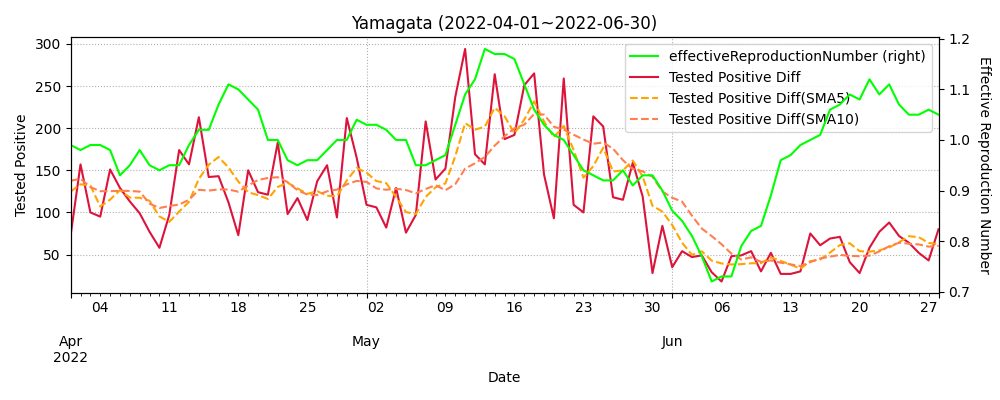 Yamagata (2022-04-01~2022-06-30)
effectiveReproductionNumber (right)
Tested Positive Diff
Tested Positive Diff(SMA5)
Tested Positive Diff(SMA10)
Tested Positive
300
250
200
150
100
50
1.2
1.1
1.0
0.9
0.8
0.7
Effective Reproduction Number
04 11 18 25 02 09 16 23 30 06 13 20 27
Apr May Jun
2022
Date